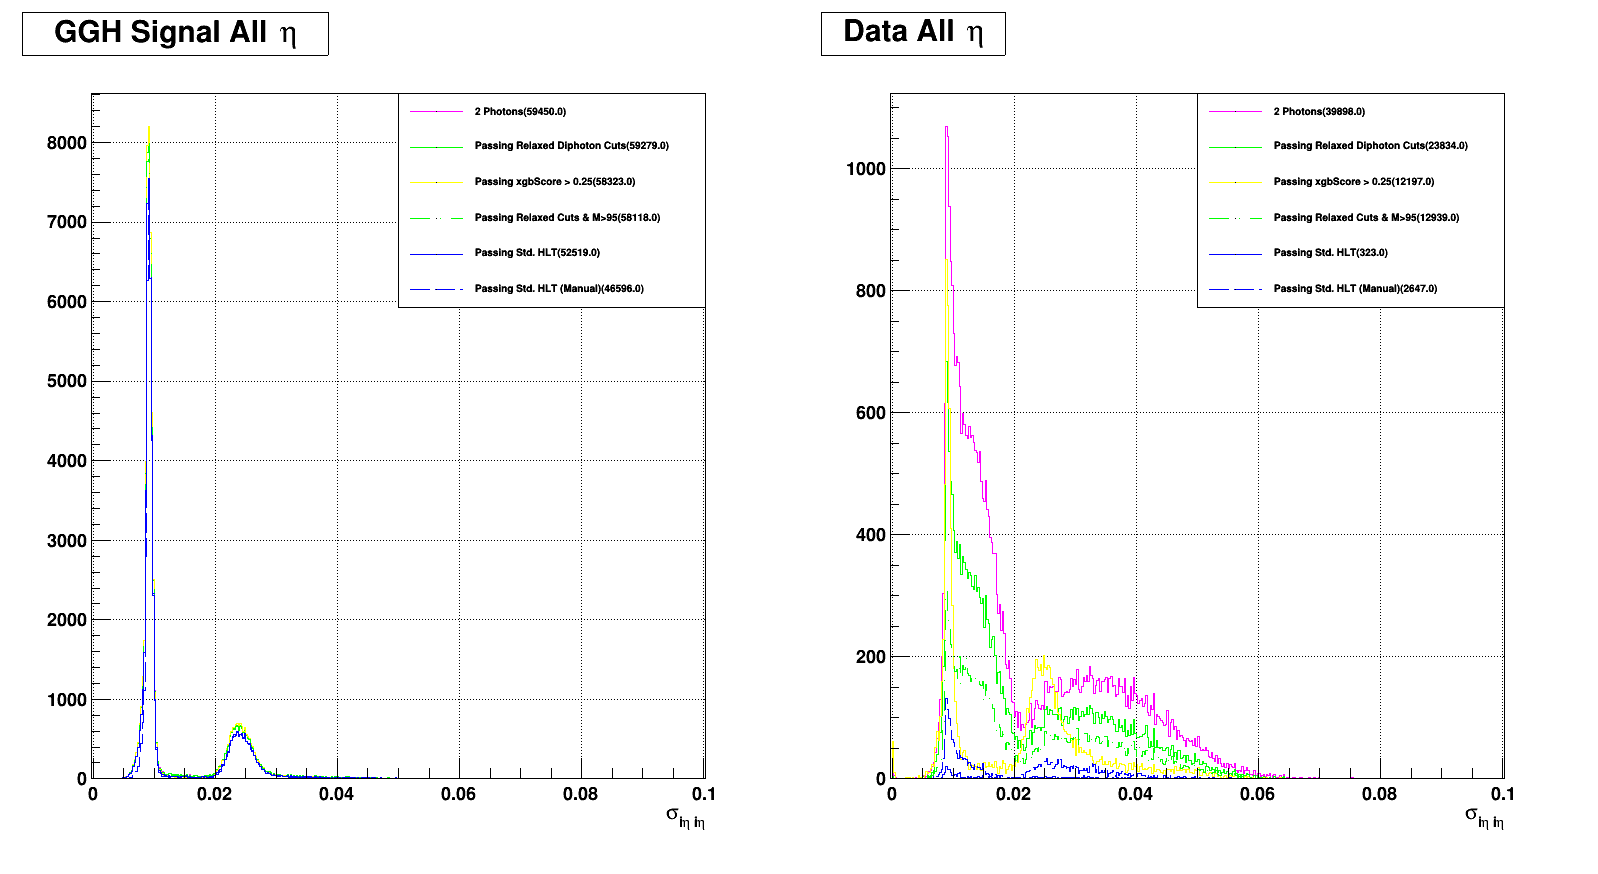 GGH Signal All η
2 Photons(59450.0)
Passing Relaxed Diphoton Cuts(59279.0)
Passing xgbScore > 0.25(58323.0)
Passing Relaxed Cuts & M>95(58118.0)
Passing Std. HLT(52519.0)
Passing Std. HLT (Manual)(46596.0)
8000
7000
6000
5000
4000
3000
2000
1000
0
0 0.02 0.04 0.06 0.08 0.1
σiη iη
Data All η
2 Photons(39898.0)
Passing Relaxed Diphoton Cuts(23834.0)
Passing xgbScore > 0.25(12197.0)
Passing Relaxed Cuts & M>95(12939.0)
Passing Std. HLT(323.0)
Passing Std. HLT (Manual)(2647.0)
1000
800
600
400
200
0
0 0.02 0.04 0.06 0.08 0.1
σiη iη